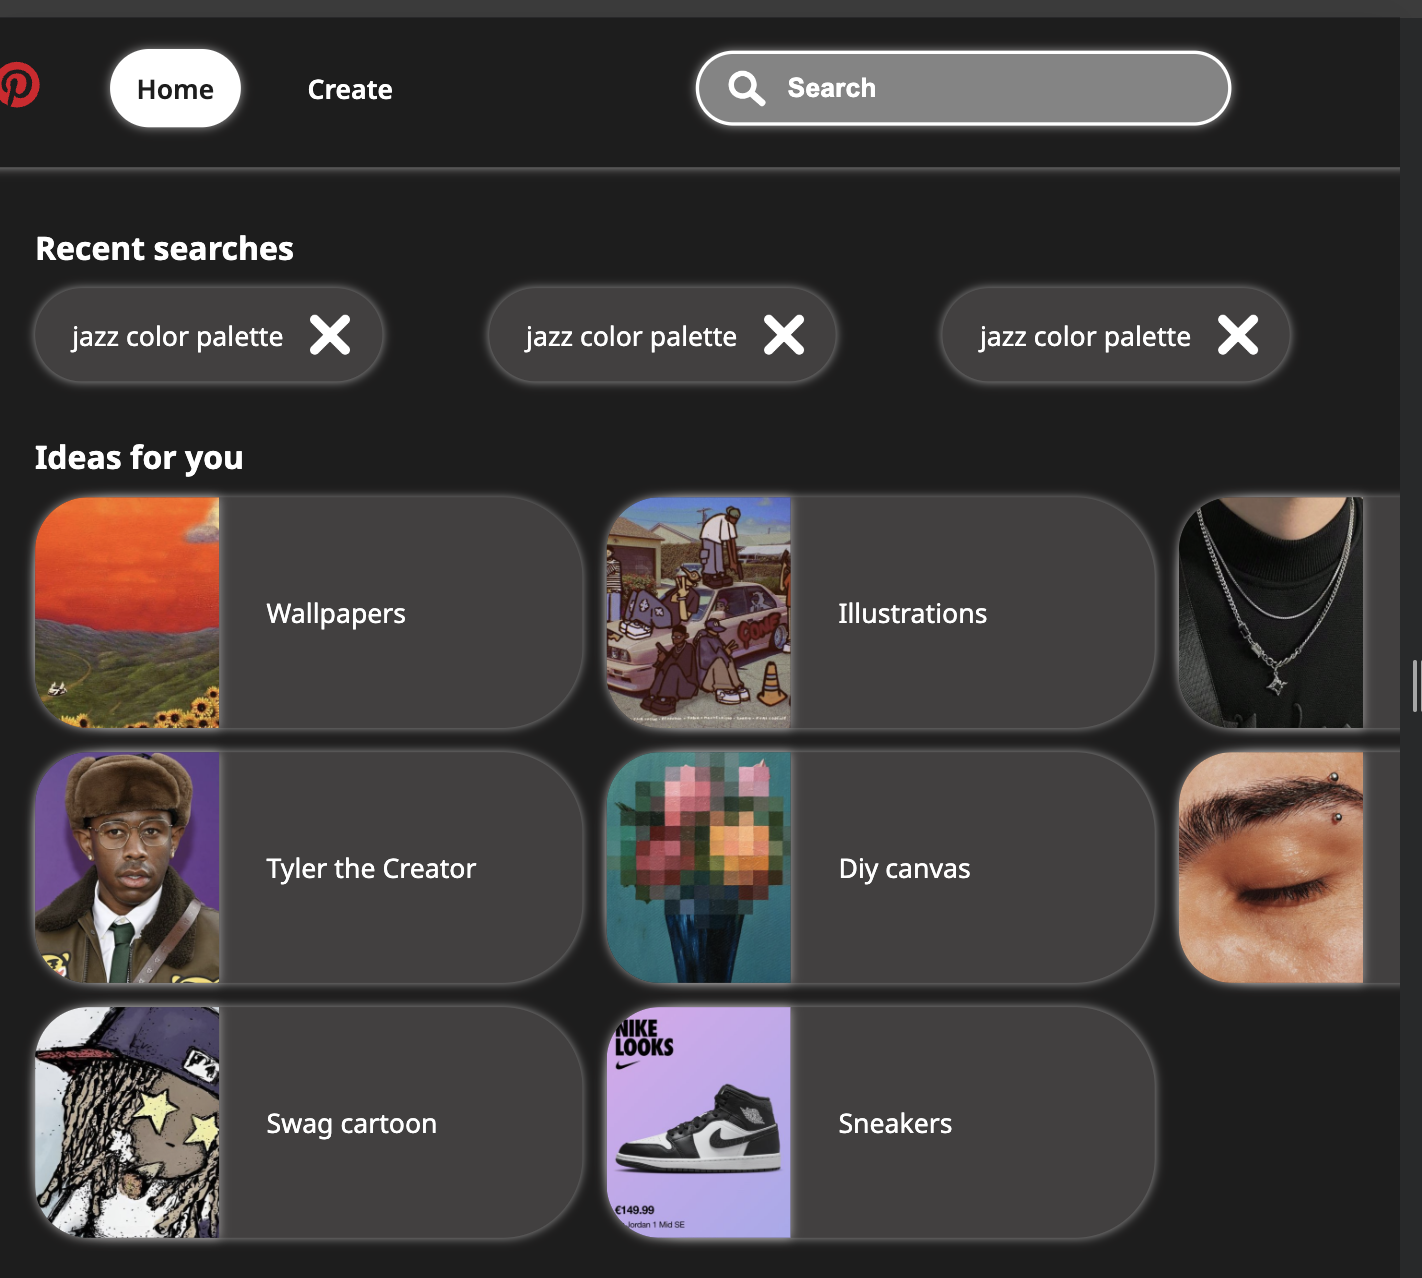 Home
Create
Search
Recent searches
jazz color palette
jazz color palette
jazz color palette
Ideas for you
Wallpapers
Illustrations
Tyler the Creator
Diy canvas
Swag cartoon
NIKE
LOOKS
€149.99
Jordan 1 Mid SE
Sneakers